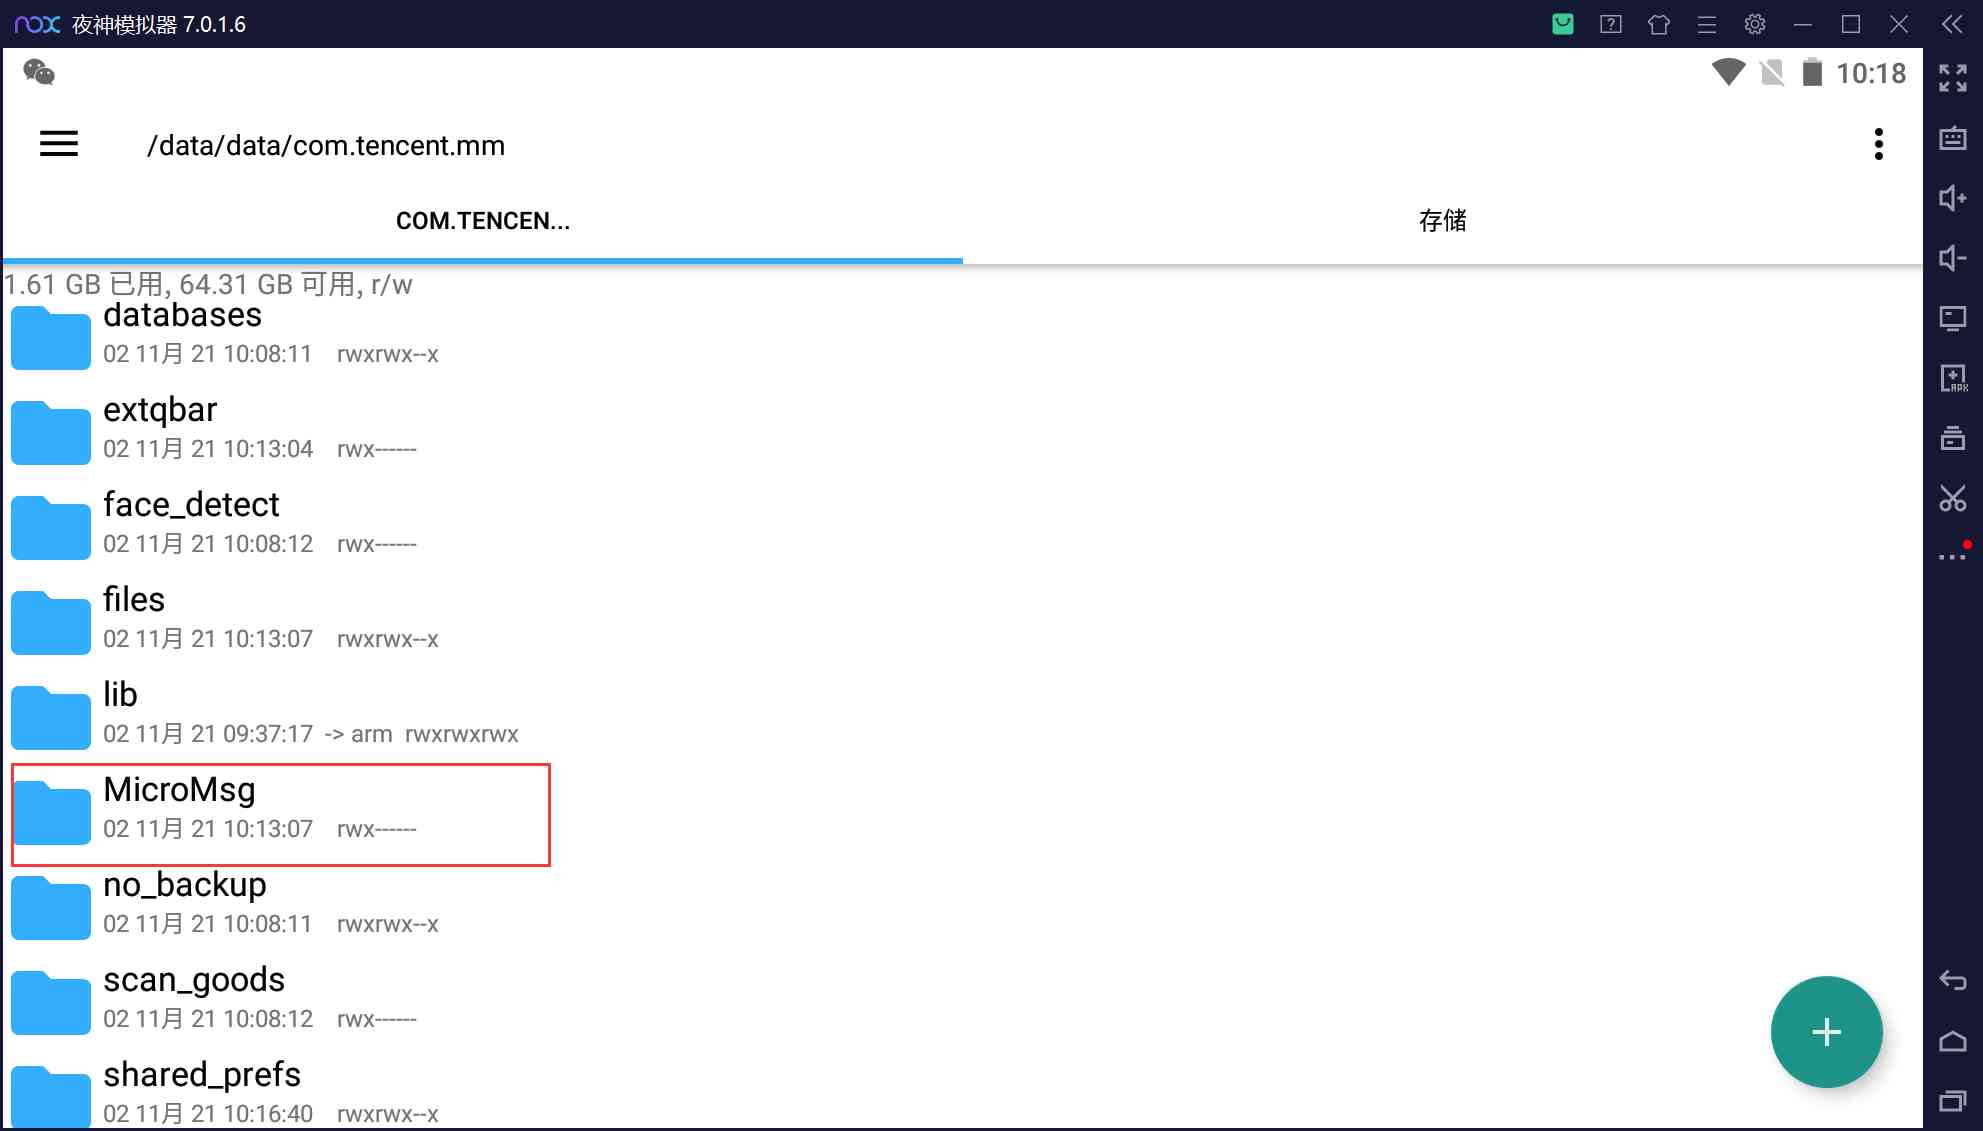 nox 夜神模拟器 7.0.1.6
10:18
/data/data/com.tencent.mm
COM.TENCEN...
存储
1.61 GB 已用, 64.31 GB 可用, r/w
databases
02 11月 21 10:08:11 rwxrwx--x
extqbar
02 11月 21 10:13:04 rwx------
face_detect
02 11月 21 10:08:12 rwx------
files
02 11月 21 10:13:07 rwxrwx--x
lib
02 11月 21 09:37:17 -> arm rwxrwxrwx
MicroMsg
02 11月 21 10:13:07 rwx------
no_backup
02 11月 21 10:08:11 rwxrwx--x
scan_goods
02 11月 21 10:08:12 rwx------
shared_prefs
02 11月 21 10:16:40 rwxrwx--x
APK